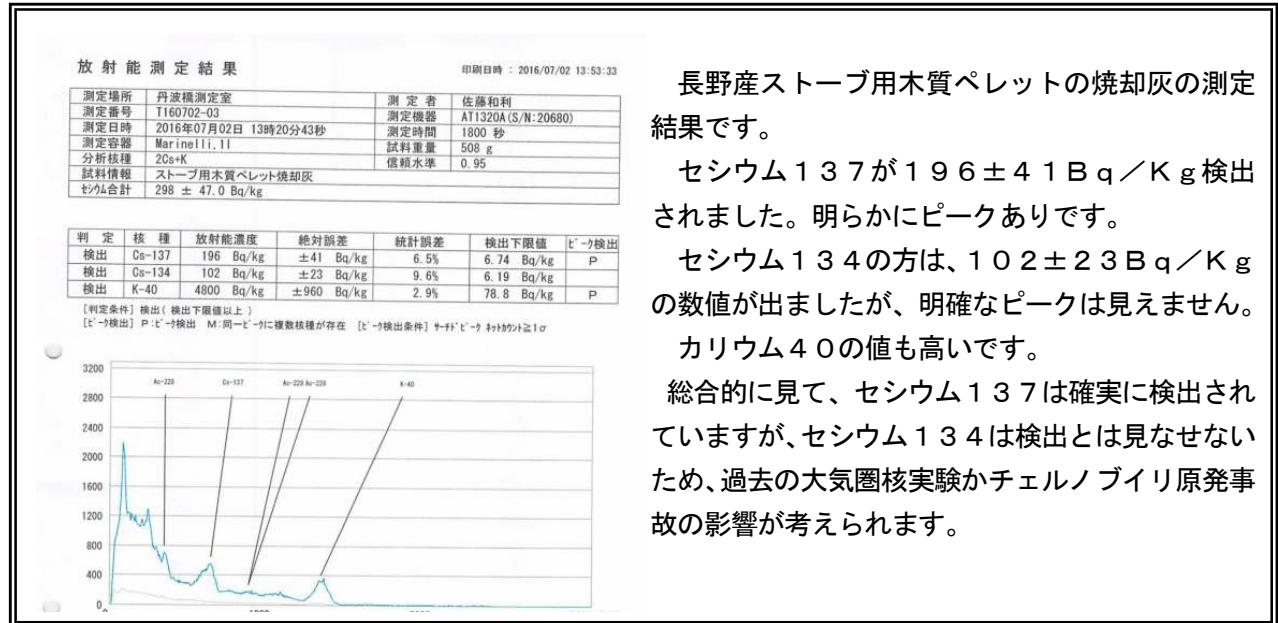 放射能測定結果
印刷日時 : 2016/07/02 13:53:33
測定場所 丹波橋測定室 測定者 佐藤和利
測定番号 T160702-03 測定機器 AT1320A(S/N:20680)
測定日時 2016年07月02日 13時20分43秒 測定時間 1800 秒
測定容器 Marinelli,1l 試料重量 508 g
分析核種 2Cs+K 信頼水準 0.95
試料情報 ストーブ用木質ペレット焼却灰
セシウム合計 298 ± 47.0 Bq/kg
判定 核種 放射能濃度 絶対誤差 統計誤差 検出下限値 ピーク検出
検出 Cs-137 196 Bq/kg ±41 Bq/kg 6.5% 6.74 Bq/kg P
検出 Cs-134 102 Bq/kg ±23 Bq/kg 9.6% 6.19 Bq/kg
検出 K-40 4800 Bq/kg ±960 Bq/kg 2.9% 78.8 Bq/kg P
[判定条件] 検出( 検出下限値以上 )
[ピーク検出] P:ピーク検出 M:同一ピークに複数核種が存在 [ピーク検出条件] サーチドピーク ネットカウント≧1σ
3200
Ac-228 Cs-137 Ac-228 Ac-228 K-40
2800
2400
2000
1600
1200
800
400
0
長野産ストーブ用木質ペレットの焼却灰の測定
結果です。
セシウム137が196±41Bq/Kg検出
されました。明らかにピークありです。
セシウム134の方は、102±23Bq/Kg
の数値が出ましたが、明確なピークは見えません。
カリウム40の値も高いです。
総合的に見て、セシウム137は確実に検出され
ていますが、セシウム134は検出とは見なせない
ため、過去の大気圏核実験かチェルノブイリ原発事
故の影響が考えられます。